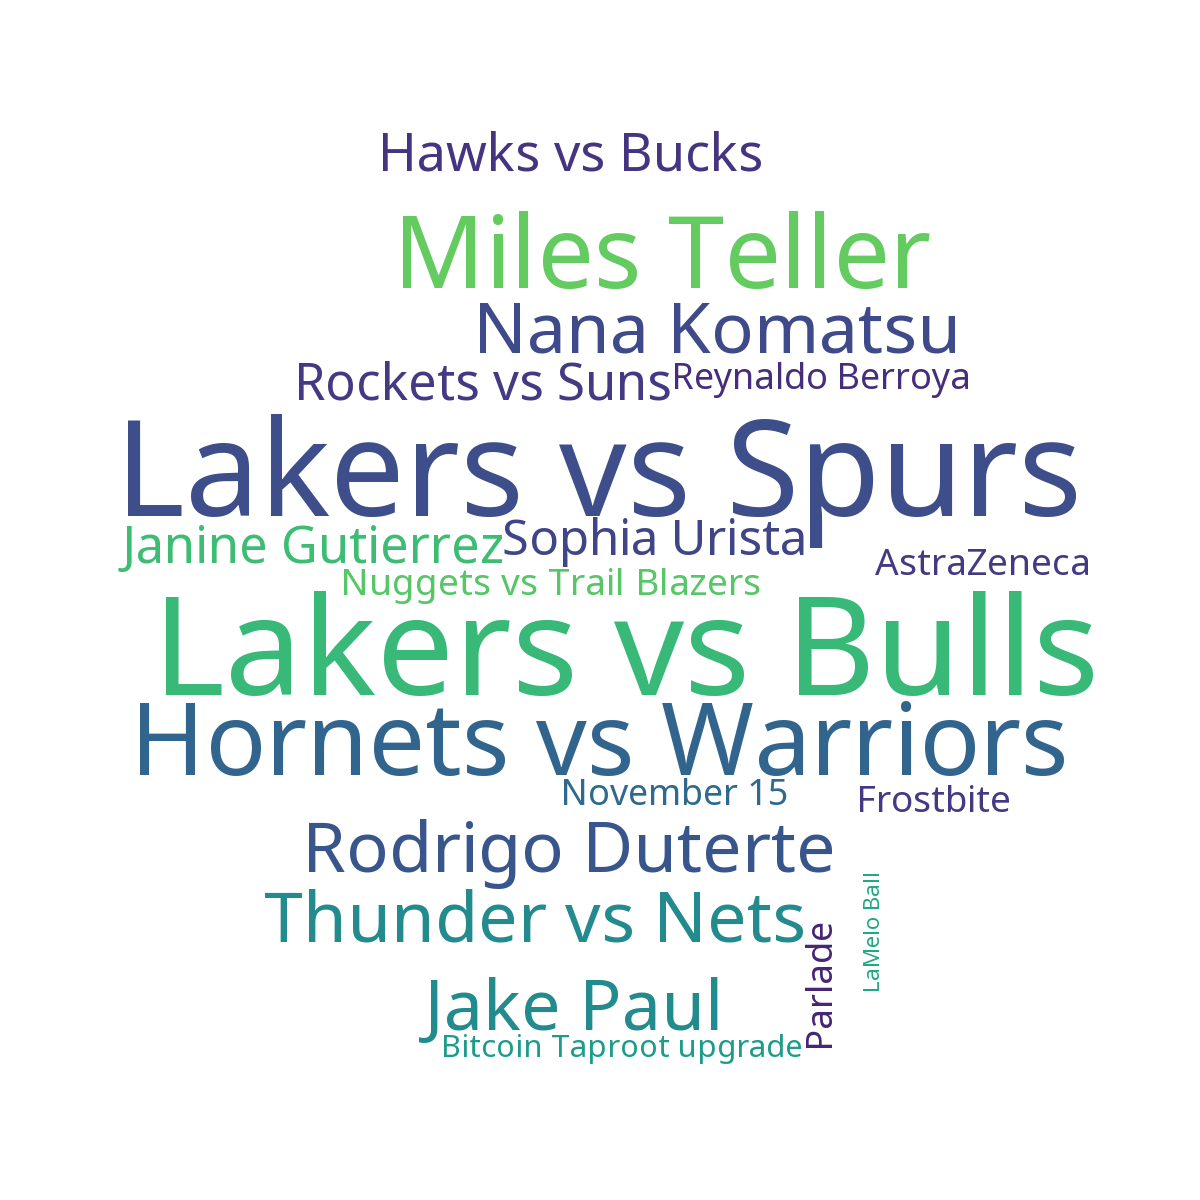 Hawks vs Bucks
Miles Teller
Nana Komatsu
Rockets vs Suns
Reynaldo Berroya
Lakers vs Spurs
Janine Gutierrez
Sophia Urista
AstraZeneca
Nuggets vs Trail Blazers
Lakers vs Bulls
Hornets vs Warriors
November 15
Frostbite
Rodrigo Duterte
Thunder vs Nets
LaMelo Ball
Parlade
Jake Paul
Bitcoin Taproot upgrade